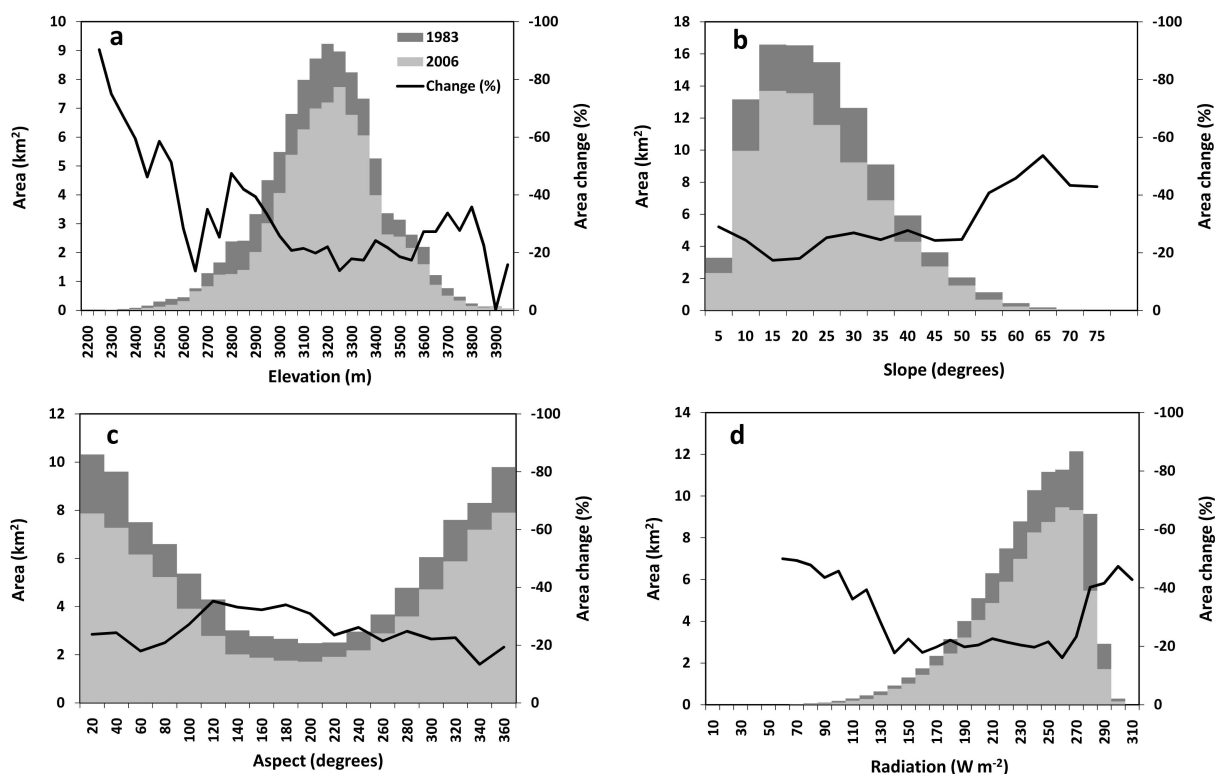 a
1983
2006
Change (%)
Area (km²)
10
9
8
7
6
5
4
3
2
1
0
-100
-80
-60
-40
-20
0
Area change (%)
2200 2300 2400 2500 2600 2700 2800 2900 3000 3100 3200 3300 3400 3500 3600 3700 3800 3900
Elevation (m)
b
Area (km²)
18
16
14
12
10
8
6
4
2
0
-100
-80
-60
-40
-20
0
Area change (%)
5 10 15 20 25 30 35 40 45 50 55 60 65 70 75
Slope (degrees)
c
Area (km²)
12
10
8
6
4
2
0
-100
-80
-60
-40
-20
0
Area change (%)
20 40 60 80 100 120 140 160 180 200 220 240 260 280 300 320 340 360
Aspect (degrees)
d
Area (km²)
14
12
10
8
6
4
2
0
-100
-80
-60
-40
-20
0
Area change (%)
10 30 50 70 90 110 130 150 170 190 210 230 250 270 290 310
Radiation (W m⁻²)